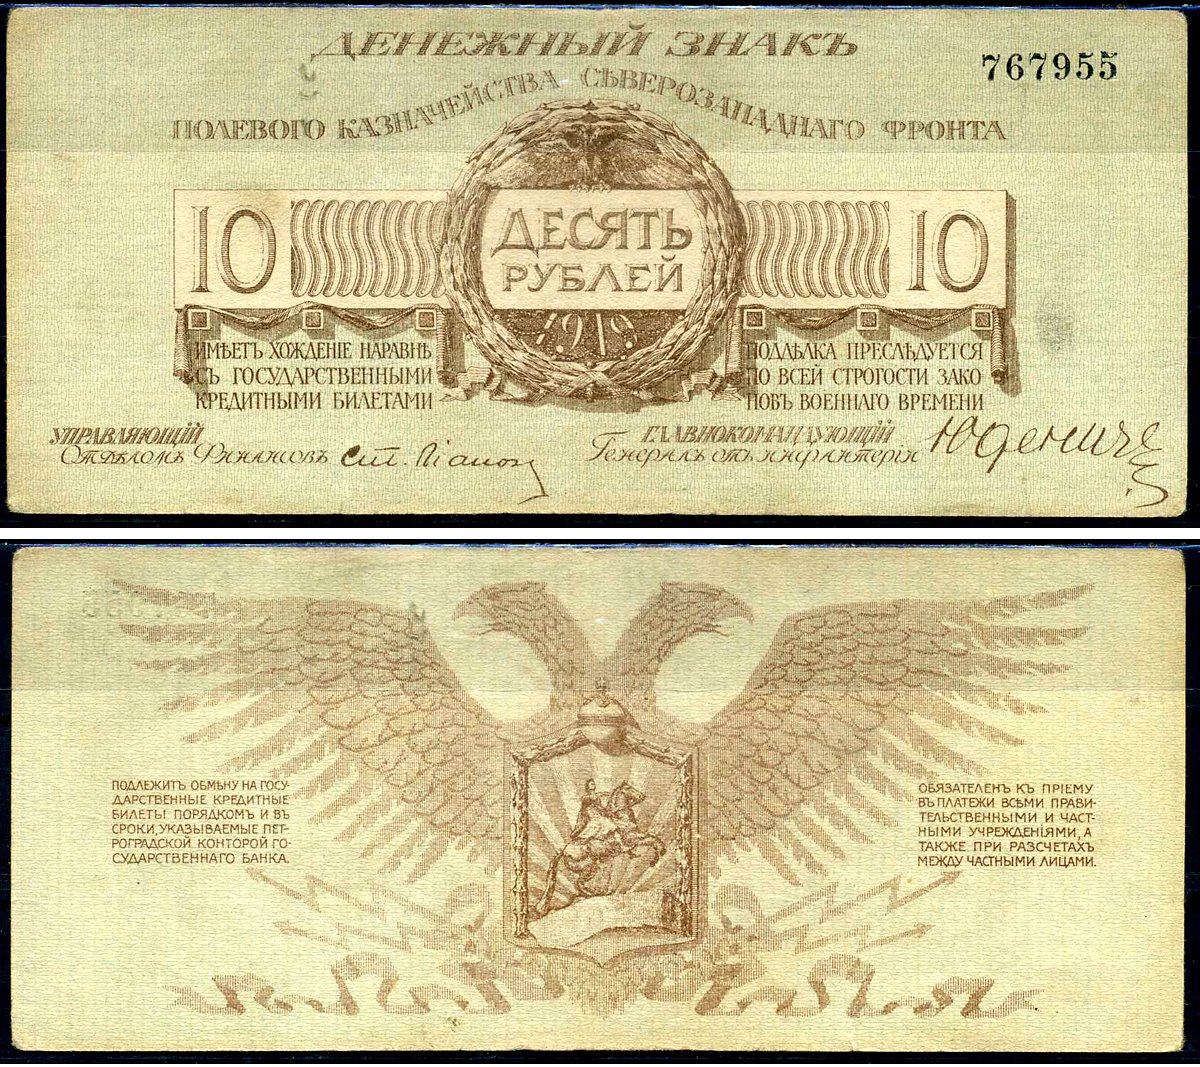 ДЕНЕЖНЫЙ ЗНАКЪ
767955
ПОЛЕВОГО КАЗНАЧЕЙСТВА СѢВЕРОЗАПАДНАГО ФРОНТА
10
ДЕСЯТЬ
РУБЛЕЙ
10
1919
ИМѢЕТЪ ХОЖДЕНІЕ НАРАВНѢ
СЪ ГОСУДАРСТВЕННЫМИ
КРЕДИТНЫМИ БИЛЕТАМИ
ПОДДѢЛКА ПРЕСЛѢДУЕТСЯ
ПО ВСЕЙ СТРОГОСТИ ЗАКО-
НОВЪ ВОЕННАГО ВРЕМЕНИ
УПРАВЛЯЮЩІЙ
Отдѣломъ Финансовъ
ГЛАВНОКОМАНДУЮЩІЙ
Генералъ отъ инфантеріи Юденичъ
ПОДЛЕЖИТЪ ОБМѢНУ НА ГОСУ-
ДАРСТВЕННЫЕ КРЕДИТНЫЕ
БИЛЕТЫ ПОРЯДКОМЪ И ВЪ
СРОКИ, УКАЗЫВАЕМЫЕ ПЕТ-
РОГРАДСКОЙ КОНТОРОЙ ГО-
СУДАРСТВЕННАГО БАНКА.
ОБЯЗАТЕЛЕНЪ КЪ ПРІЕМУ
ВЪ ПЛАТЕЖИ ВСѢМИ ПРАВИ-
ТЕЛЬСТВЕННЫМИ И ЧАСТ-
НЫМИ УЧРЕЖДЕНІЯМИ, А
ТАКЖЕ ПРИ РАЗСЧЕТАХЪ
МЕЖДУ ЧАСТНЫМИ ЛИЦАМИ.